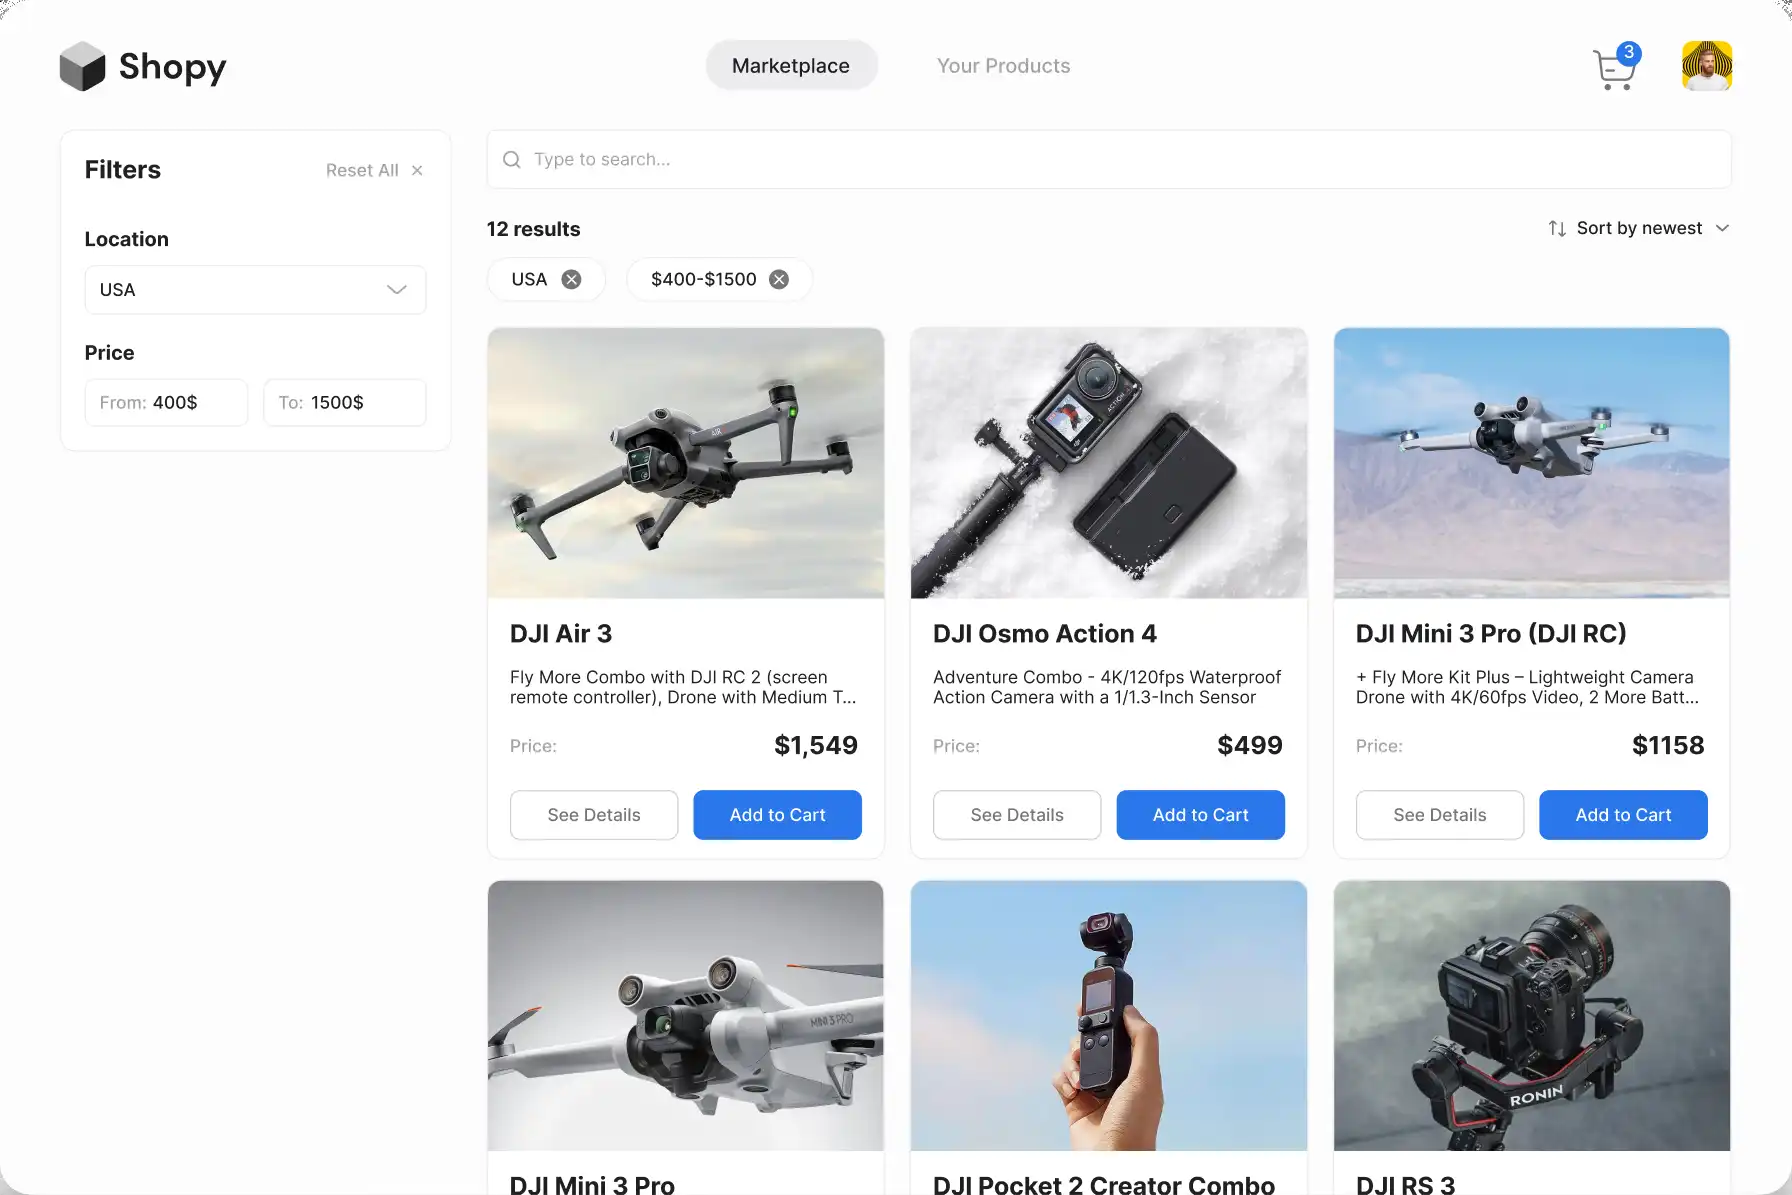 Shopy
Marketplace
Your Products
3
Filters
Reset All
Type to search...
12 results
Sort by newest
Location
USA
USA
$400-$1500
Price
From: 400$
To: 1500$
AIR
ACTION
DJI Air 3
Fly More Combo with DJI RC 2 (screen
remote controller), Drone with Medium T...
Price:
$1,549
See Details
Add to Cart
DJI Osmo Action 4
Adventure Combo - 4K/120fps Waterproof
Action Camera with a 1/1.3-Inch Sensor
Price:
$499
See Details
Add to Cart
DJI Mini 3 Pro (DJI RC)
+ Fly More Kit Plus – Lightweight Camera
Drone with 4K/60fps Video, 2 More Batt...
Price:
$1158
See Details
Add to Cart
MINI 3 PRO
RONIN
DJI Mini 3 Pro
DJI Pocket 2 Creator Combo
DJI RS 3